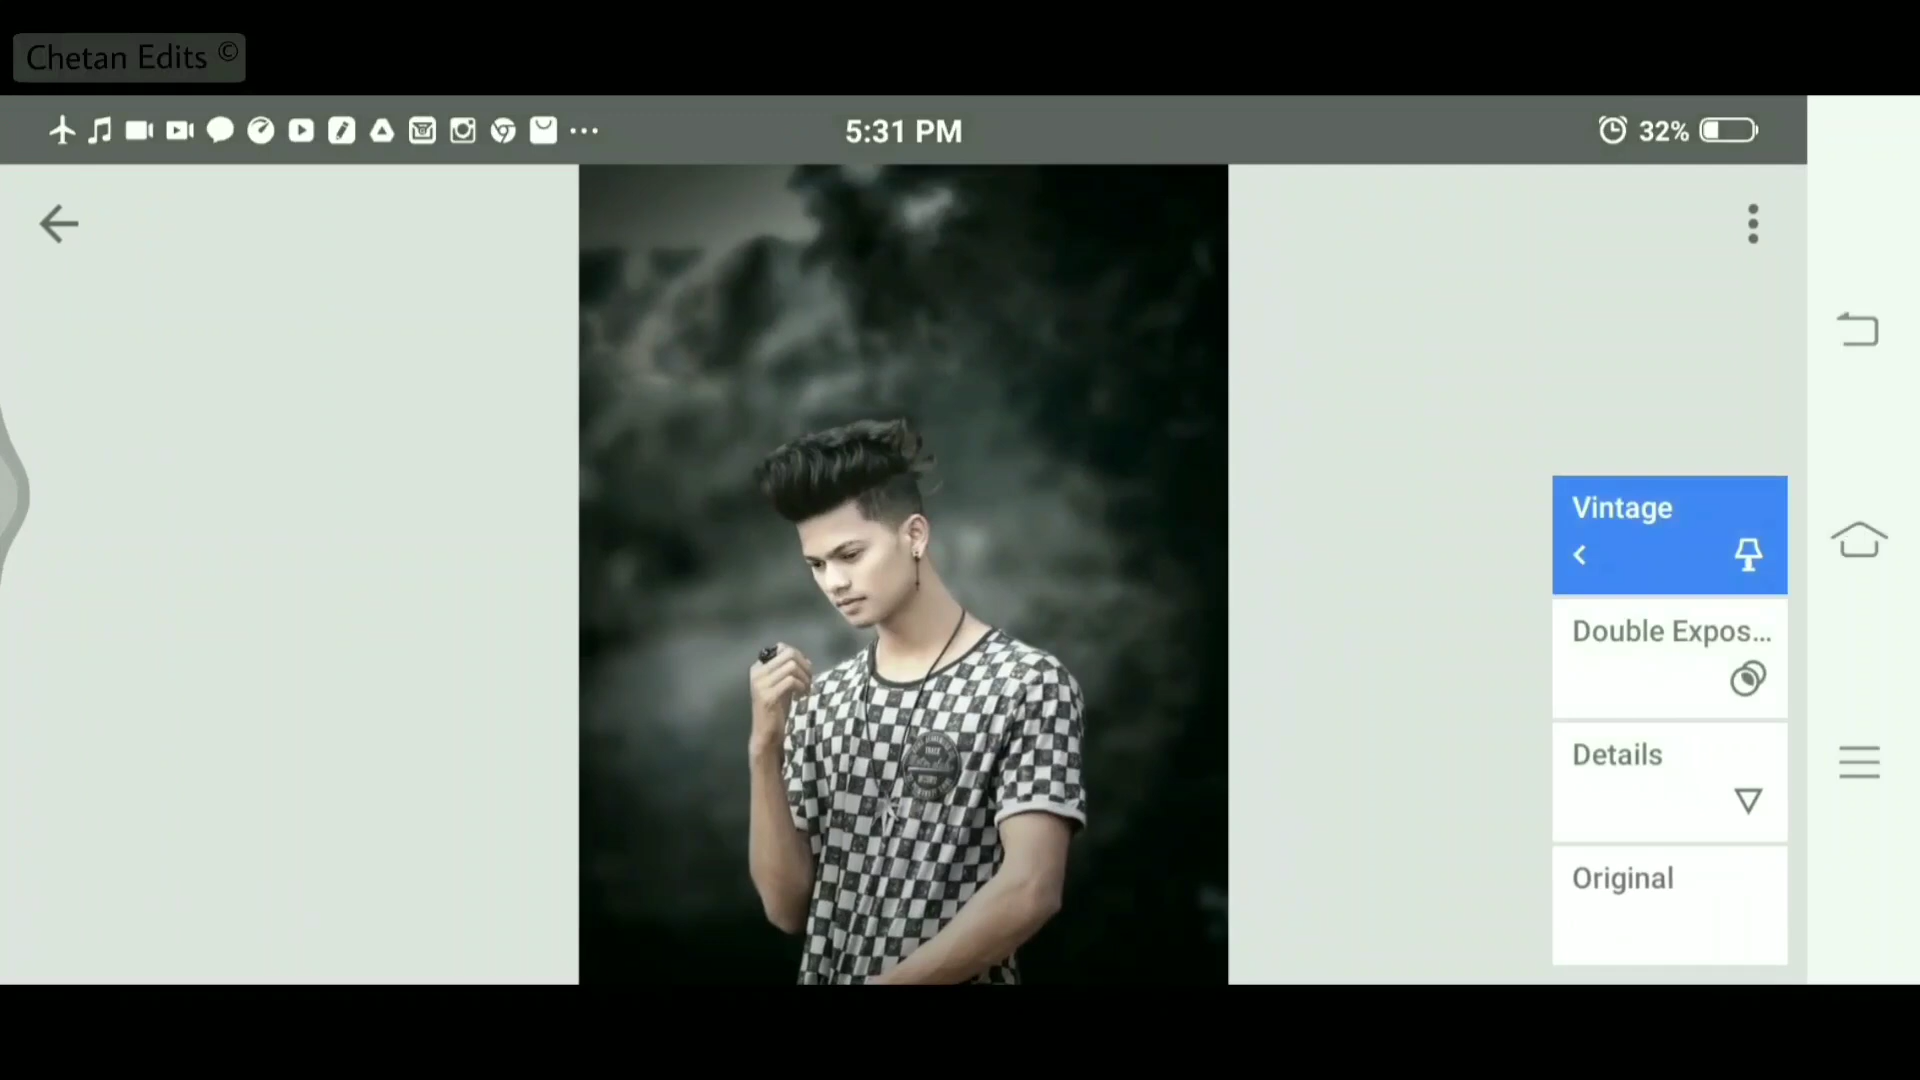 Chetan Edits ©
5:31 PM
32%
Vintage
Double Expos...
Details
Original